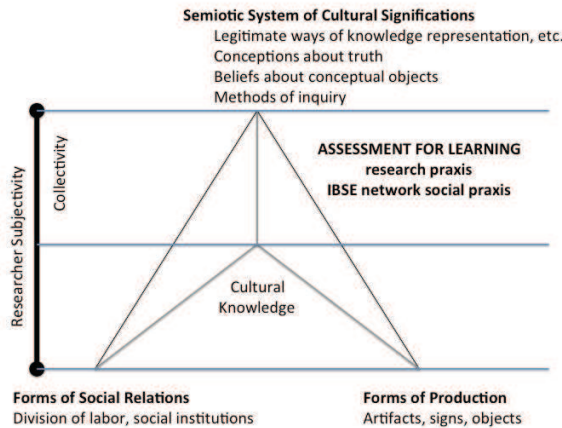 Semiotic System of Cultural Significations
Legitimate ways of knowledge representation, etc.
Conceptions about truth
Beliefs about conceptual objects
Methods of inquiry
Researcher Subjectivity
Collectivity
ASSESSMENT FOR LEARNING
research praxis
IBSE network social praxis
Cultural
Knowledge
Forms of Social Relations
Division of labor, social institutions
Forms of Production
Artifacts, signs, objects